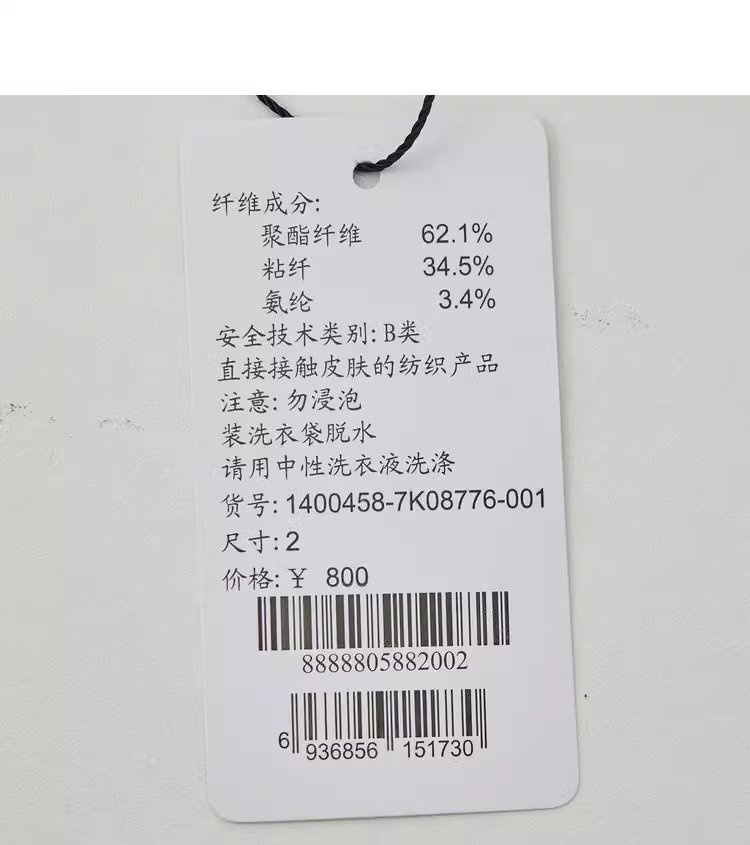 纤维成分:
聚酯纤维 62.1%
粘纤 34.5%
氨纶 3.4%
安全技术类别: B类
直接接触皮肤的纺织产品
注意: 勿浸泡
装洗衣袋脱水
请用中性洗衣液洗涤
货号: 1400458-7K08776-001
尺寸: 2
价格: ¥ 800
8888805882002
6 936856 151730